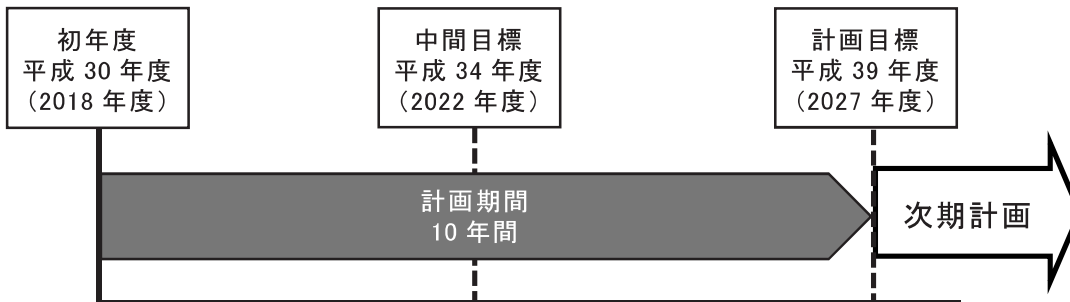 初年度
平成 30 年度
（2018 年度）
中間目標
平成 34 年度
（2022 年度）
計画目標
平成 39 年度
（2027 年度）
計画期間
10 年間
次期計画